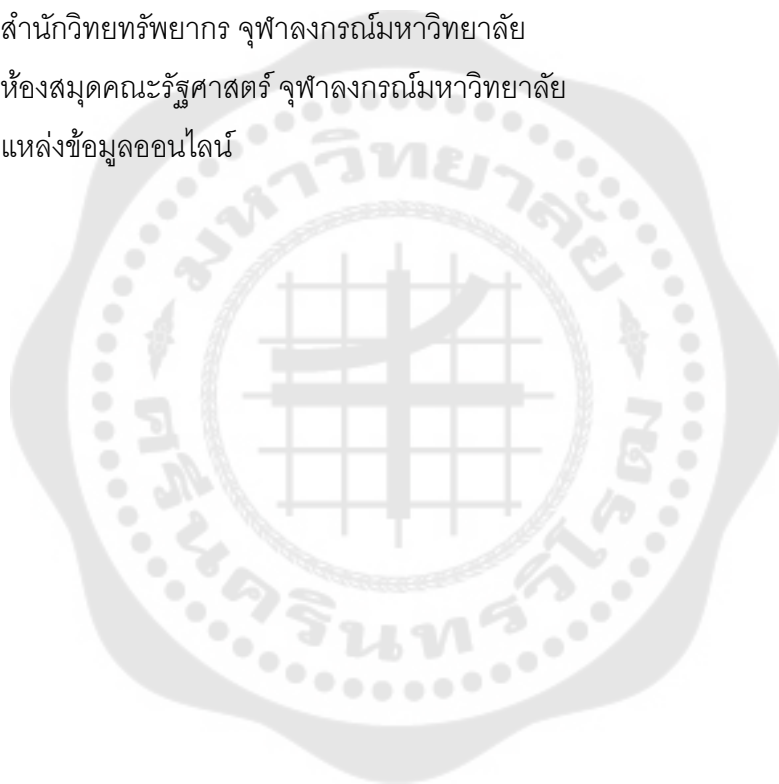 สำนักวิทยทรัพยากร จุฬาลงกรณ์มหาวิทยาลัย
ห้องสมุดคณะรัฐศาสตร์ จุฬาลงกรณ์มหาวิทยาลัย
แหล่งข้อมูลออนไลน์
มหาวิทยาลัย
ศรีนครินทรวิโรฒ